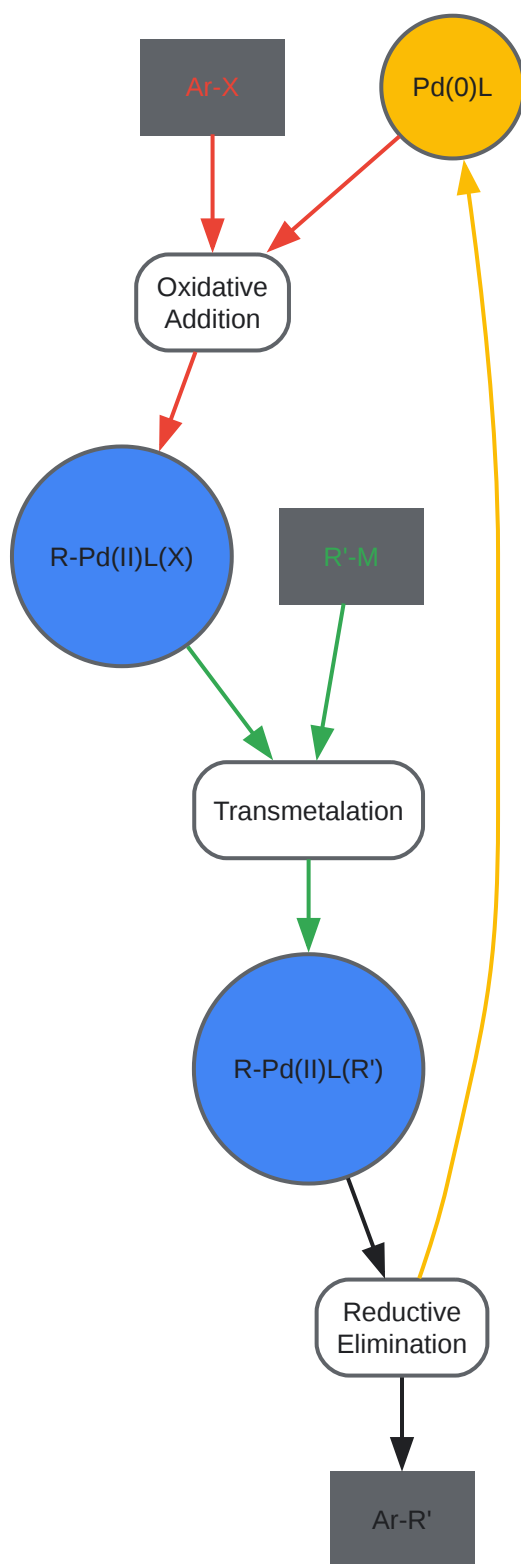 Ar-X
Pd(0)L
Oxidative
Addition
R-Pd(II)L(X)
R'-M
Transmetalation
R-Pd(II)L(R')
Reductive
Elimination
Ar-R'